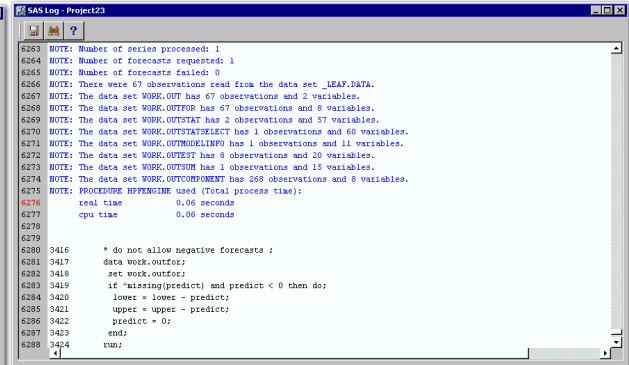 SAS Log - Project23
6263 NOTE: Number of series processed: 1
6264 NOTE: Number of forecasts requested: 1
6265 NOTE: Number of forecasts failed: 0
6266 NOTE: There were 67 observations read from the data set _LEAF.DATA.
6267 NOTE: The data set WORK.OUT has 67 observations and 2 variables.
6268 NOTE: The data set WORK.OUTFOR has 67 observations and 8 variables.
6269 NOTE: The data set WORK.OUTSTAT has 2 observations and 57 variables.
6270 NOTE: The data set WORK.OUTSTATSELECT has 1 observations and 60 variables.
6271 NOTE: The data set WORK.OUTMODELINFO has 1 observations and 11 variables.
6272 NOTE: The data set WORK.OUTEST has 8 observations and 20 variables.
6273 NOTE: The data set WORK.OUTSUM has 1 observations and 15 variables.
6274 NOTE: The data set WORK.OUTCOMPONENT has 268 observations and 8 variables.
6275 NOTE: PROCEDURE HPFENGINE used (Total process time):
6276 real time 0.06 seconds
6277 cpu time 0.06 seconds
6278
6279
6280 3416 * do not allow negative forecasts ;
6281 3417 data work.outfor;
6282 3418 set work.outfor;
6283 3419 if ^missing(predict) and predict < 0 then do;
6284 3420 lower = lower - predict;
6285 3421 upper = upper - predict;
6286 3422 predict = 0;
6287 3423 end;
6288 3424 run;